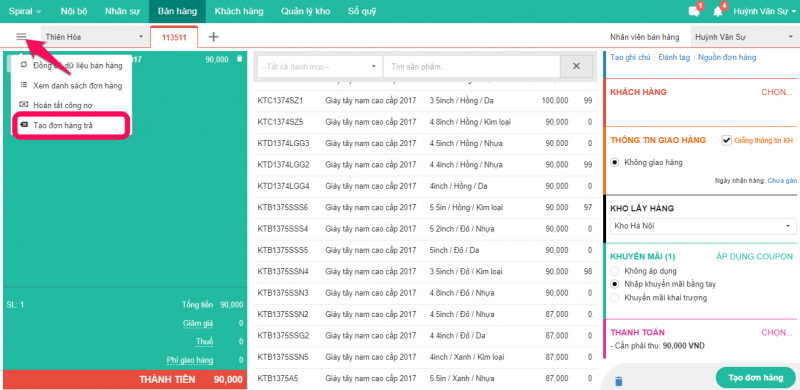 Spiral Nội bộ Nhân sự Bán hàng Khách hàng Quản lý kho Sổ quỹ 1 4 Huỳnh Văn Sự
Thiên Hòa 113511 + Nhân viên bán hàng Huỳnh Văn Sự
2017 90,000
Đồng bộ dữ liệu bán hàng
Xem danh sách đơn hàng
Hoàn tất công nợ
Tạo đơn hàng trả
SL: 1 Tổng tiền 90,000
Giảm giá 0
Thuế 0
Phí giao hàng 0
THÀNH TIỀN 90,000
--Tất cả danh mục-- Tìm sản phẩm... ×
KTC1374SZ1 Giày tây nam cao cấp 2017 3.5inch / Hồng / Da 100,000 99
KTC1374SZ5 Giày tây nam cao cấp 2017 4.8inch / Hồng / Kim loại 90,000 0
KTD1374LGG3 Giày tây nam cao cấp 2017 4.5inch / Hồng / Nhựa 90,000 0
KTD1374LGG2 Giày tây nam cao cấp 2017 4.4inch / Hồng / Nhựa 90,000 99
KTD1374LGG4 Giày tây nam cao cấp 2017 4inch / Hồng / Da 90,000 0
KTB1375SSS6 Giày tây nam cao cấp 2017 5.5in / Hồng / Kim loại 90,000 97
KTB1375SSS4 Giày tây nam cao cấp 2017 5.2inch / Đỏ / Nhựa 90,000 0
KTB1375SSS5 Giày tây nam cao cấp 2017 5inch / Đỏ / Da 90,000 0
KTB1375SSN4 Giày tây nam cao cấp 2017 3.5inch / Đỏ / Kim loại 90,000 98
KTB1375SSN3 Giày tây nam cao cấp 2017 4.8inch / Đỏ / Nhựa 90,000 0
KTB1375SSN2 Giày tây nam cao cấp 2017 4.5inch / Đỏ / Nhựa 87,000 0
KTB1375SSG2 Giày tây nam cao cấp 2017 4.4inch / Đỏ / Da 87,000 0
KTB1375SSN5 Giày tây nam cao cấp 2017 4inch / Xanh / Kim loại 87,000 0
KTB1375A5 Giày tây nam cao cấp 2017 5.5in / Xanh / Nhựa 87,000 0
Tạo ghi chú Đánh tag Nguồn đơn hàng
KHÁCH HÀNG CHỌN...
THÔNG TIN GIAO HÀNG Giống thông tin KH
Không giao hàng
Ngày nhận hàng: Chưa gán
KHO LẤY HÀNG
Kho Hà Nội
KHUYẾN MÃI (1) ÁP DỤNG COUPON
Không áp dụng
Nhập khuyến mãi bằng tay
Khuyến mãi khai trương
THANH TOÁN CHỌN...
- Cần phải thu: 90,000 VND
Tạo đơn hàng